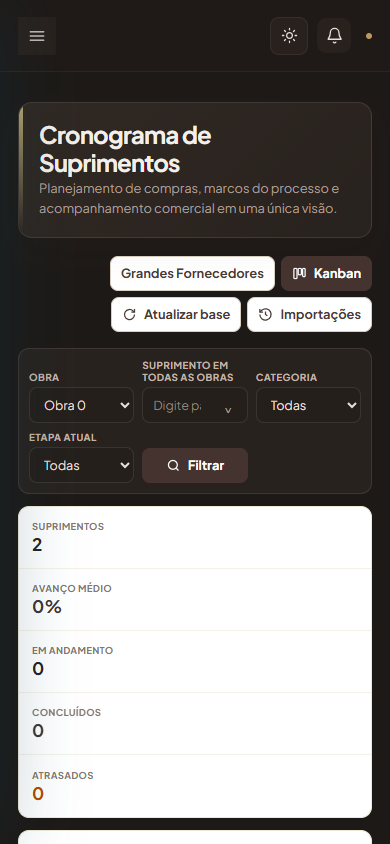 Cronograma de
Suprimentos
Planejamento de compras, marcos do processo e
acompanhamento comercial em uma única visão.
Grandes Fornecedores
Kanban
Atualizar base
Importações
OBRA
SUPRIMENTO EM
TODAS AS OBRAS
CATEGORIA
Obra 0
Digite pa
Todas
ETAPA ATUAL
Todas
Filtrar
SUPRIMENTOS
2
AVANÇO MÉDIO
0%
EM ANDAMENTO
0
CONCLUÍDOS
0
ATRASADOS
0